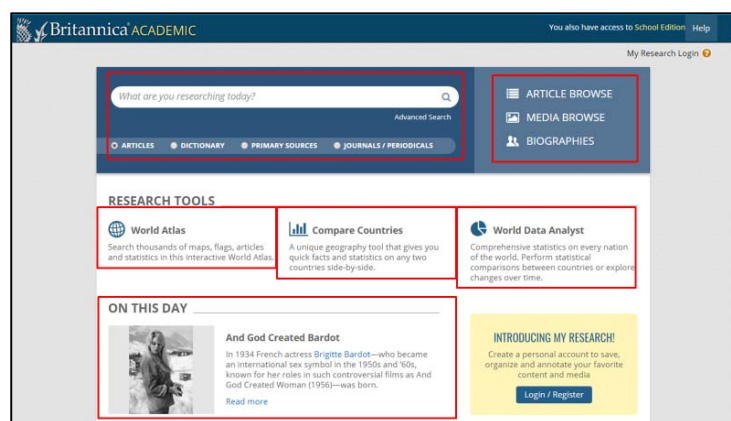 Britannica ACADEMIC
You also have access to School Edition Help
My Research Login ?
What are you researching today?
Advanced Search
ARTICLES DICTIONARY PRIMARY SOURCES JOURNALS / PERIODICALS
ARTICLE BROWSE
MEDIA BROWSE
BIOGRAPHIES
RESEARCH TOOLS
World Atlas
Search thousands of maps, flags, articles
and statistics in this interactive World Atlas.
Compare Countries
A unique geography tool that gives you
quick facts and statistics on any two
countries side-by-side.
World Data Analyst
Comprehensive statistics on every nation
of the world. Perform statistical
comparisons between countries or explore
changes over time.
ON THIS DAY
And God Created Bardot
In 1934 French actress Brigitte Bardot—who became
an international sex symbol in the 1950s and '60s,
known for her roles in such controversial films as And
God Created Woman (1956)—was born.
Read more
INTRODUCING MY RESEARCH!
Create a personal account to save,
organize and annotate your favorite
content and media
Login / Register